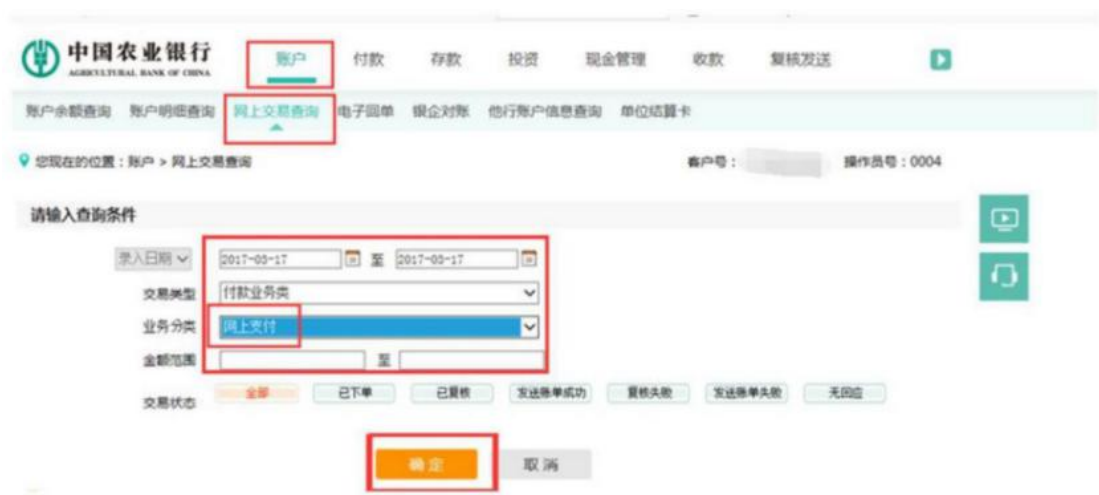 中国农业银行
AGRICULTURAL BANK OF CHINA
账户 付款 存款 投资 现金管理 收款 复核发送
账户余额查询 账户明细查询 网上交易查询 电子回单 银企对账 他行账户信息查询 单位结算卡
您现在的位置：账户 > 网上交易查询 客户号： 操作员号：0004
请输入查询条件
录入日期 2017-03-17 至 2017-03-17
交易类型 付款业务类
业务分类 网上支付
金额范围 至
交易状态 全部 已下单 已复核 发送账单成功 复核失败 发送账单失败 无回应
确定 取消